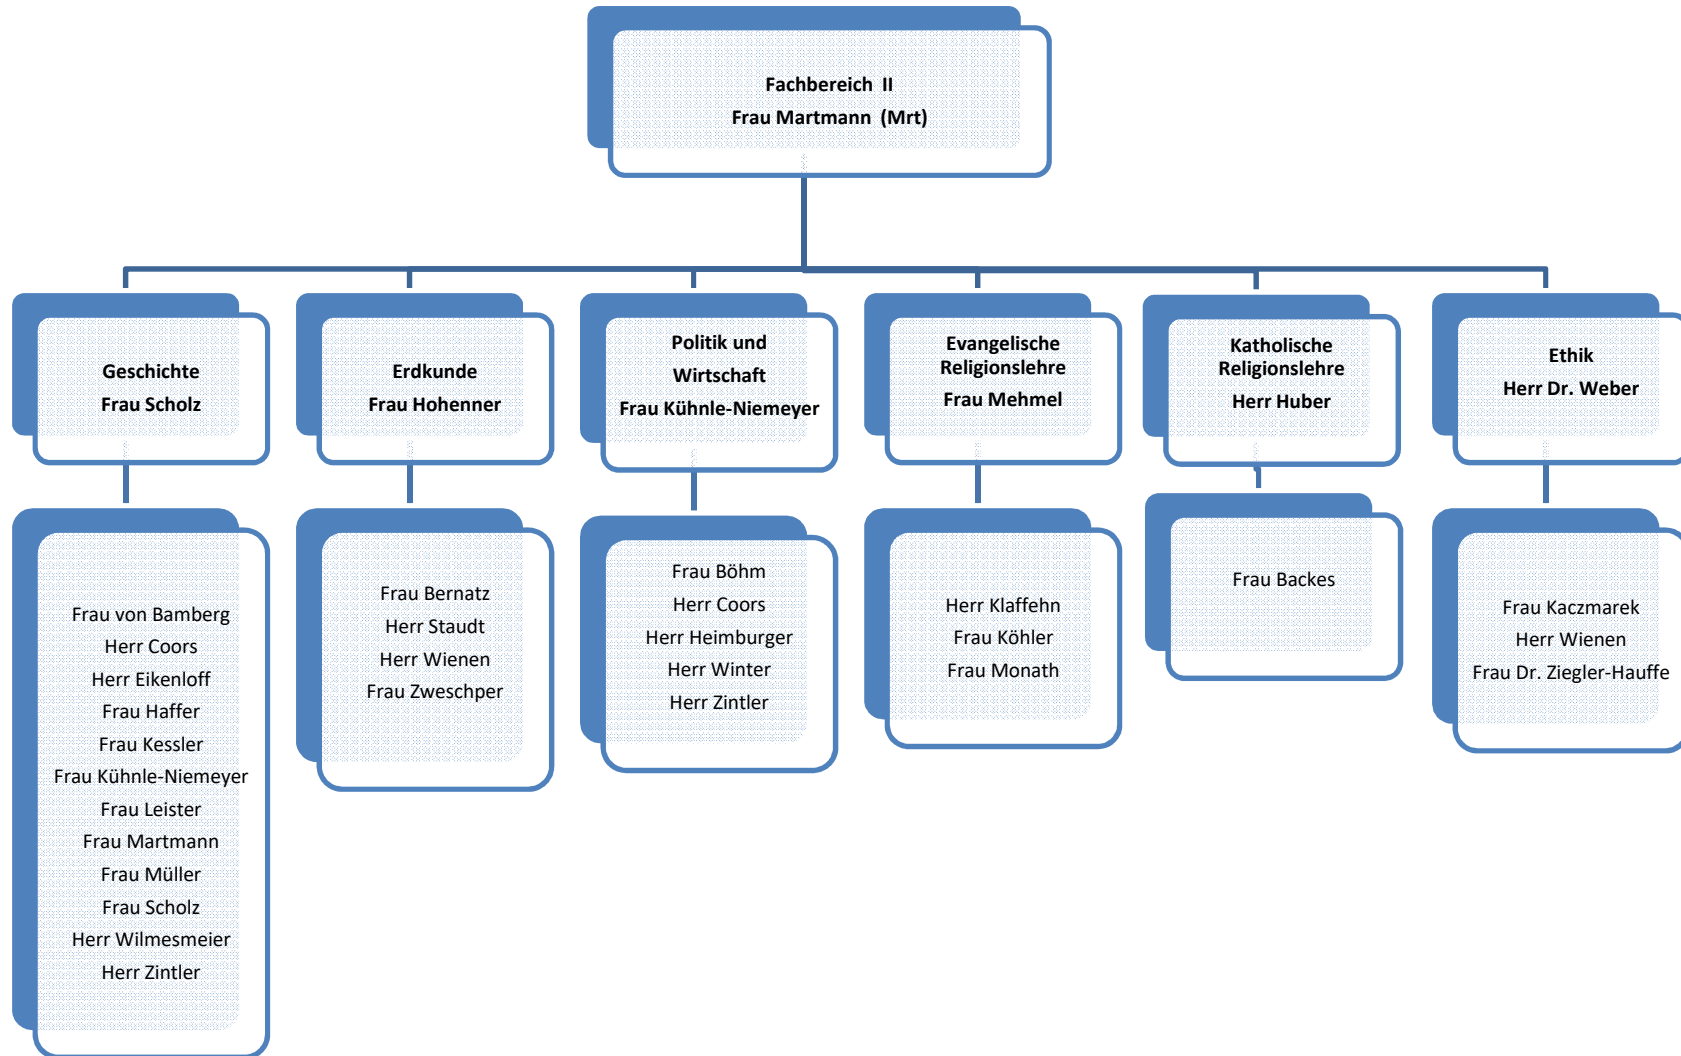 Fachbereich II
Frau Martmann (Mrt)
Geschichte
Frau Scholz
Erdkunde
Frau Hohenner
Politik und
Wirtschaft
Frau Kühnle-Niemeyer
Evangelische
Religionslehre
Frau Mehmel
Katholische
Religionslehre
Herr Huber
Ethik
Herr Dr. Weber
Frau von Bamberg
Herr Coors
Herr Eikenloff
Frau Haffer
Frau Kessler
Frau Kühnle-Niemeyer
Frau Leister
Frau Martmann
Frau Müller
Frau Scholz
Herr Wilmesmeier
Herr Zintler
Frau Bernatz
Herr Staudt
Herr Wienen
Frau Zweschper
Frau Böhm
Herr Coors
Herr Heimburger
Herr Winter
Herr Zintler
Herr Klaffehn
Frau Köhler
Frau Monath
Frau Backes
Frau Kaczmarek
Herr Wienen
Frau Dr. Ziegler-Hauffe